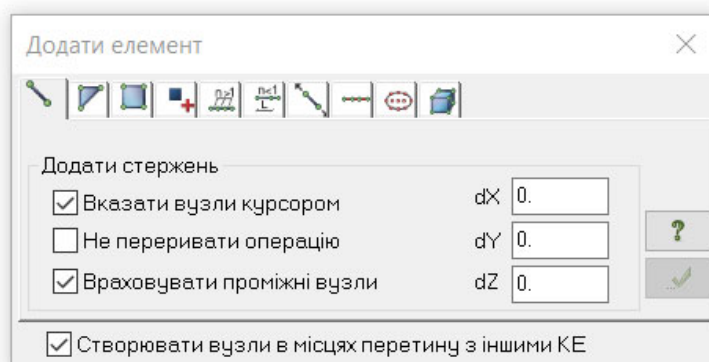 Додати елемент
Додати стержень
Вказати вузли курсором
dX 0.
Не переривати операцію
dY 0.
?
Враховувати проміжні вузли
dZ 0.
Створювати вузли в місцях перетину з іншими КЕ